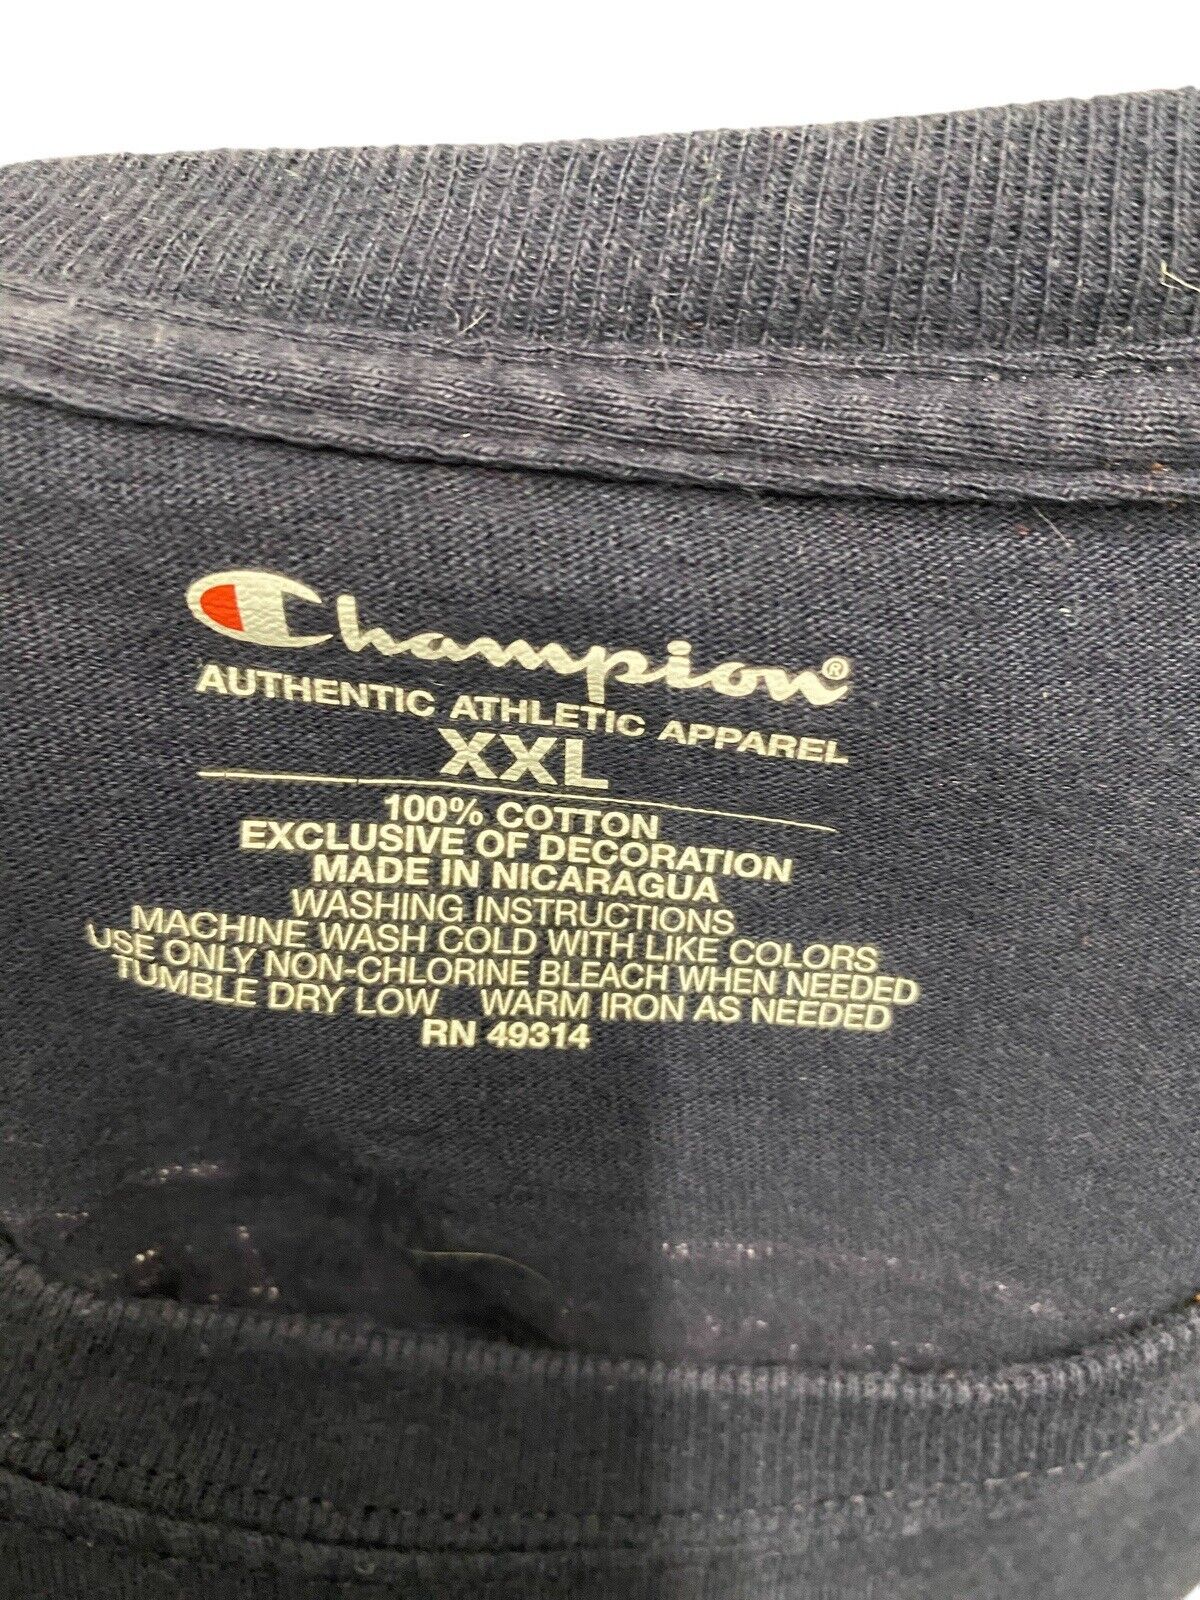 Champion®
AUTHENTIC ATHLETIC APPAREL
XXL
100% COTTON
EXCLUSIVE OF DECORATION
MADE IN NICARAGUA
WASHING INSTRUCTIONS
MACHINE WASH COLD WITH LIKE COLORS
USE ONLY NON-CHLORINE BLEACH WHEN NEEDED
TUMBLE DRY LOW WARM IRON AS NEEDED
RN 49314